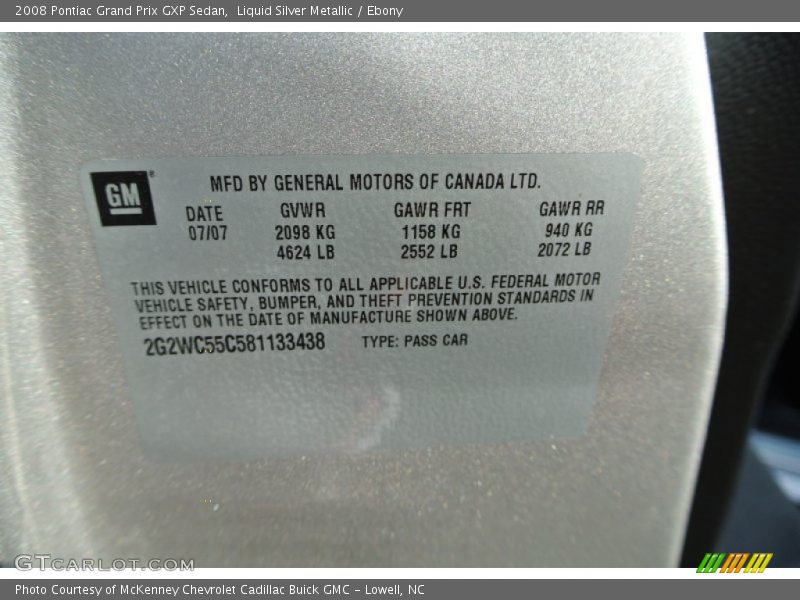 2008 Pontiac Grand Prix GXP Sedan,  Liquid Silver Metallic / Ebony
GM®
MFD BY GENERAL MOTORS OF CANADA LTD.
DATE GVWR GAWR FRT GAWR RR
07/07 2098 KG 1158 KG 940 KG
4624 LB 2552 LB 2072 LB
THIS VEHICLE CONFORMS TO ALL APPLICABLE U.S. FEDERAL MOTOR
VEHICLE SAFETY, BUMPER, AND THEFT PREVENTION STANDARDS IN
EFFECT ON THE DATE OF MANUFACTURE SHOWN ABOVE.
2G2WC55C581133438 TYPE: PASS CAR
GTCARLOT.COM
Photo Courtesy of McKenney Chevrolet Cadillac Buick GMC - Lowell, NC